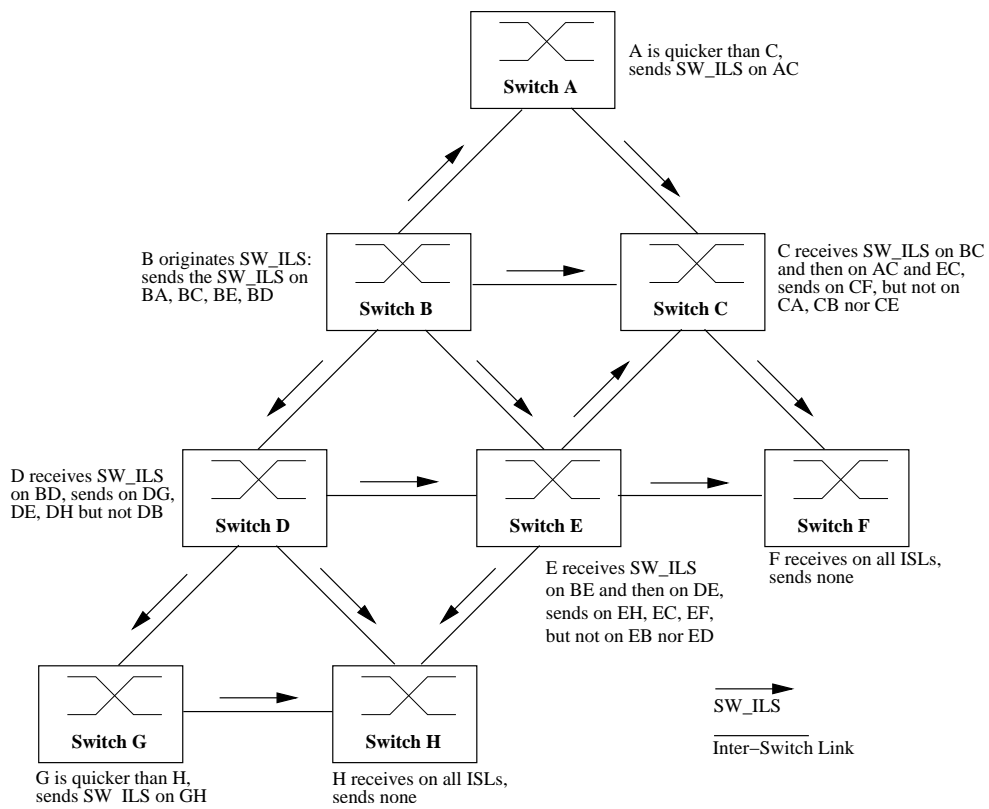 A is quicker than C,
sends SW_ILS on AC
Switch A
B originates SW_ILS:
sends the SW_ILS on
BA, BC, BE, BD
Switch B
Switch C
C receives SW_ILS on BC
and then on AC and EC,
sends on CF, but not on
CA, CB nor CE
D receives SW_ILS
on BD, sends on DG,
DE, DH but not DB
Switch D
Switch E
Switch F
E receives SW_ILS
on BE and then on DE,
sends on EH, EC, EF,
but not on EB nor ED
F receives on all ISLs,
sends none
Switch G
Switch H
G is quicker than H,
sends SW_ILS on GH
H receives on all ISLs,
sends none
SW_ILS
Inter−Switch Link